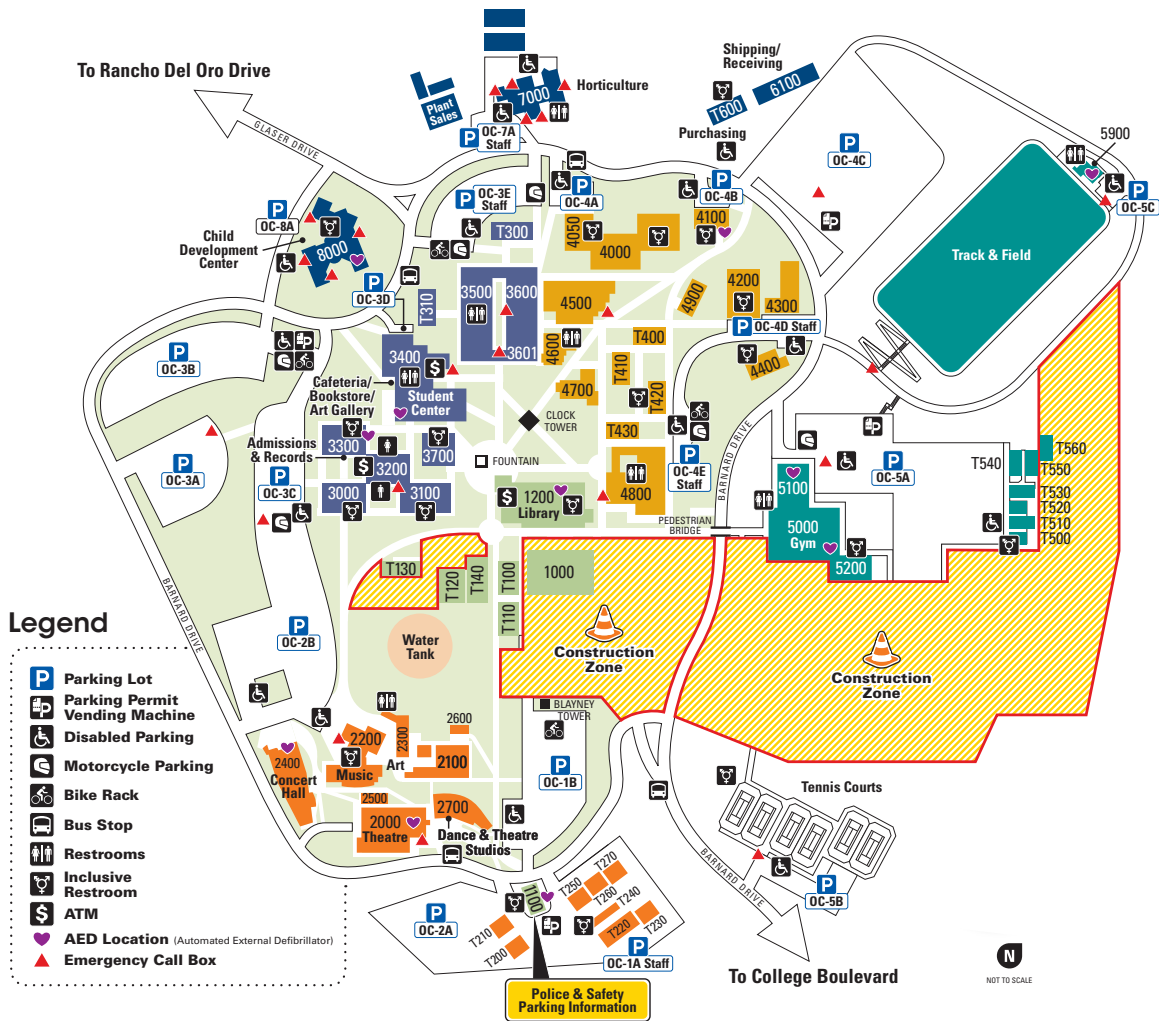 Shipping/
Receiving
To Rancho Del Oro Drive
Plant
Sales
7000
Horticulture
T600
6100
P
OC-7A
Staff
Purchasing
GLASER DRIVE
P
OC-4C
5900
P
OC-3E
Staff
P
OC-4A
P
OC-4B
P
OC-5C
P
OC-8A
Child
Development
Center
8000
T300
4050
4000
4100
Track & Field
P
OC-3D
T310
3500
3600
3601
4500
4900
4200
4300
P
OC-4D Staff
T400
4600
T410
4400
P
OC-3B
3400
$
Cafeteria/
Bookstore/
Art Gallery
Student
Center
4700
T420
CLOCK
TOWER
T430
Admissions
& Records
3300
3700
FOUNTAIN
P
OC-4E
Staff
BARNARD DRIVE
P
OC-3A
P
OC-3C
$
3200
3000
3100
$
1200
Library
4800
5100
P
OC-5A
T540
T560
T550
T530
T520
T510
T500
PEDESTRIAN
BRIDGE
5000
Gym
5200
T130
T120
T140
T100
1000
T110
BARNARD DRIVE
P
OC-2B
Water
Tank
Construction
Zone
Construction
Zone
Legend
P Parking Lot
P Parking Permit
Vending Machine
Disabled Parking
Motorcycle Parking
Bike Rack
Bus Stop
Restrooms
Inclusive
Restroom
$ ATM
AED Location (Automated External Defibrillator)
Emergency Call Box
BLAYNEY
TOWER
2600
2300
2200
Music
Art
2100
2400
Concert
Hall
P
OC-1B
Tennis Courts
2500
2000
Theatre
2700
Dance & Theatre
Studios
BARNARD DRIVE
P
OC-5B
T270
T250
T260
T240
1100
P
OC-2A
T210
T200
T220
T230
P
OC-1A Staff
Police & Safety
Parking Information
To College Boulevard
N
NOT TO SCALE